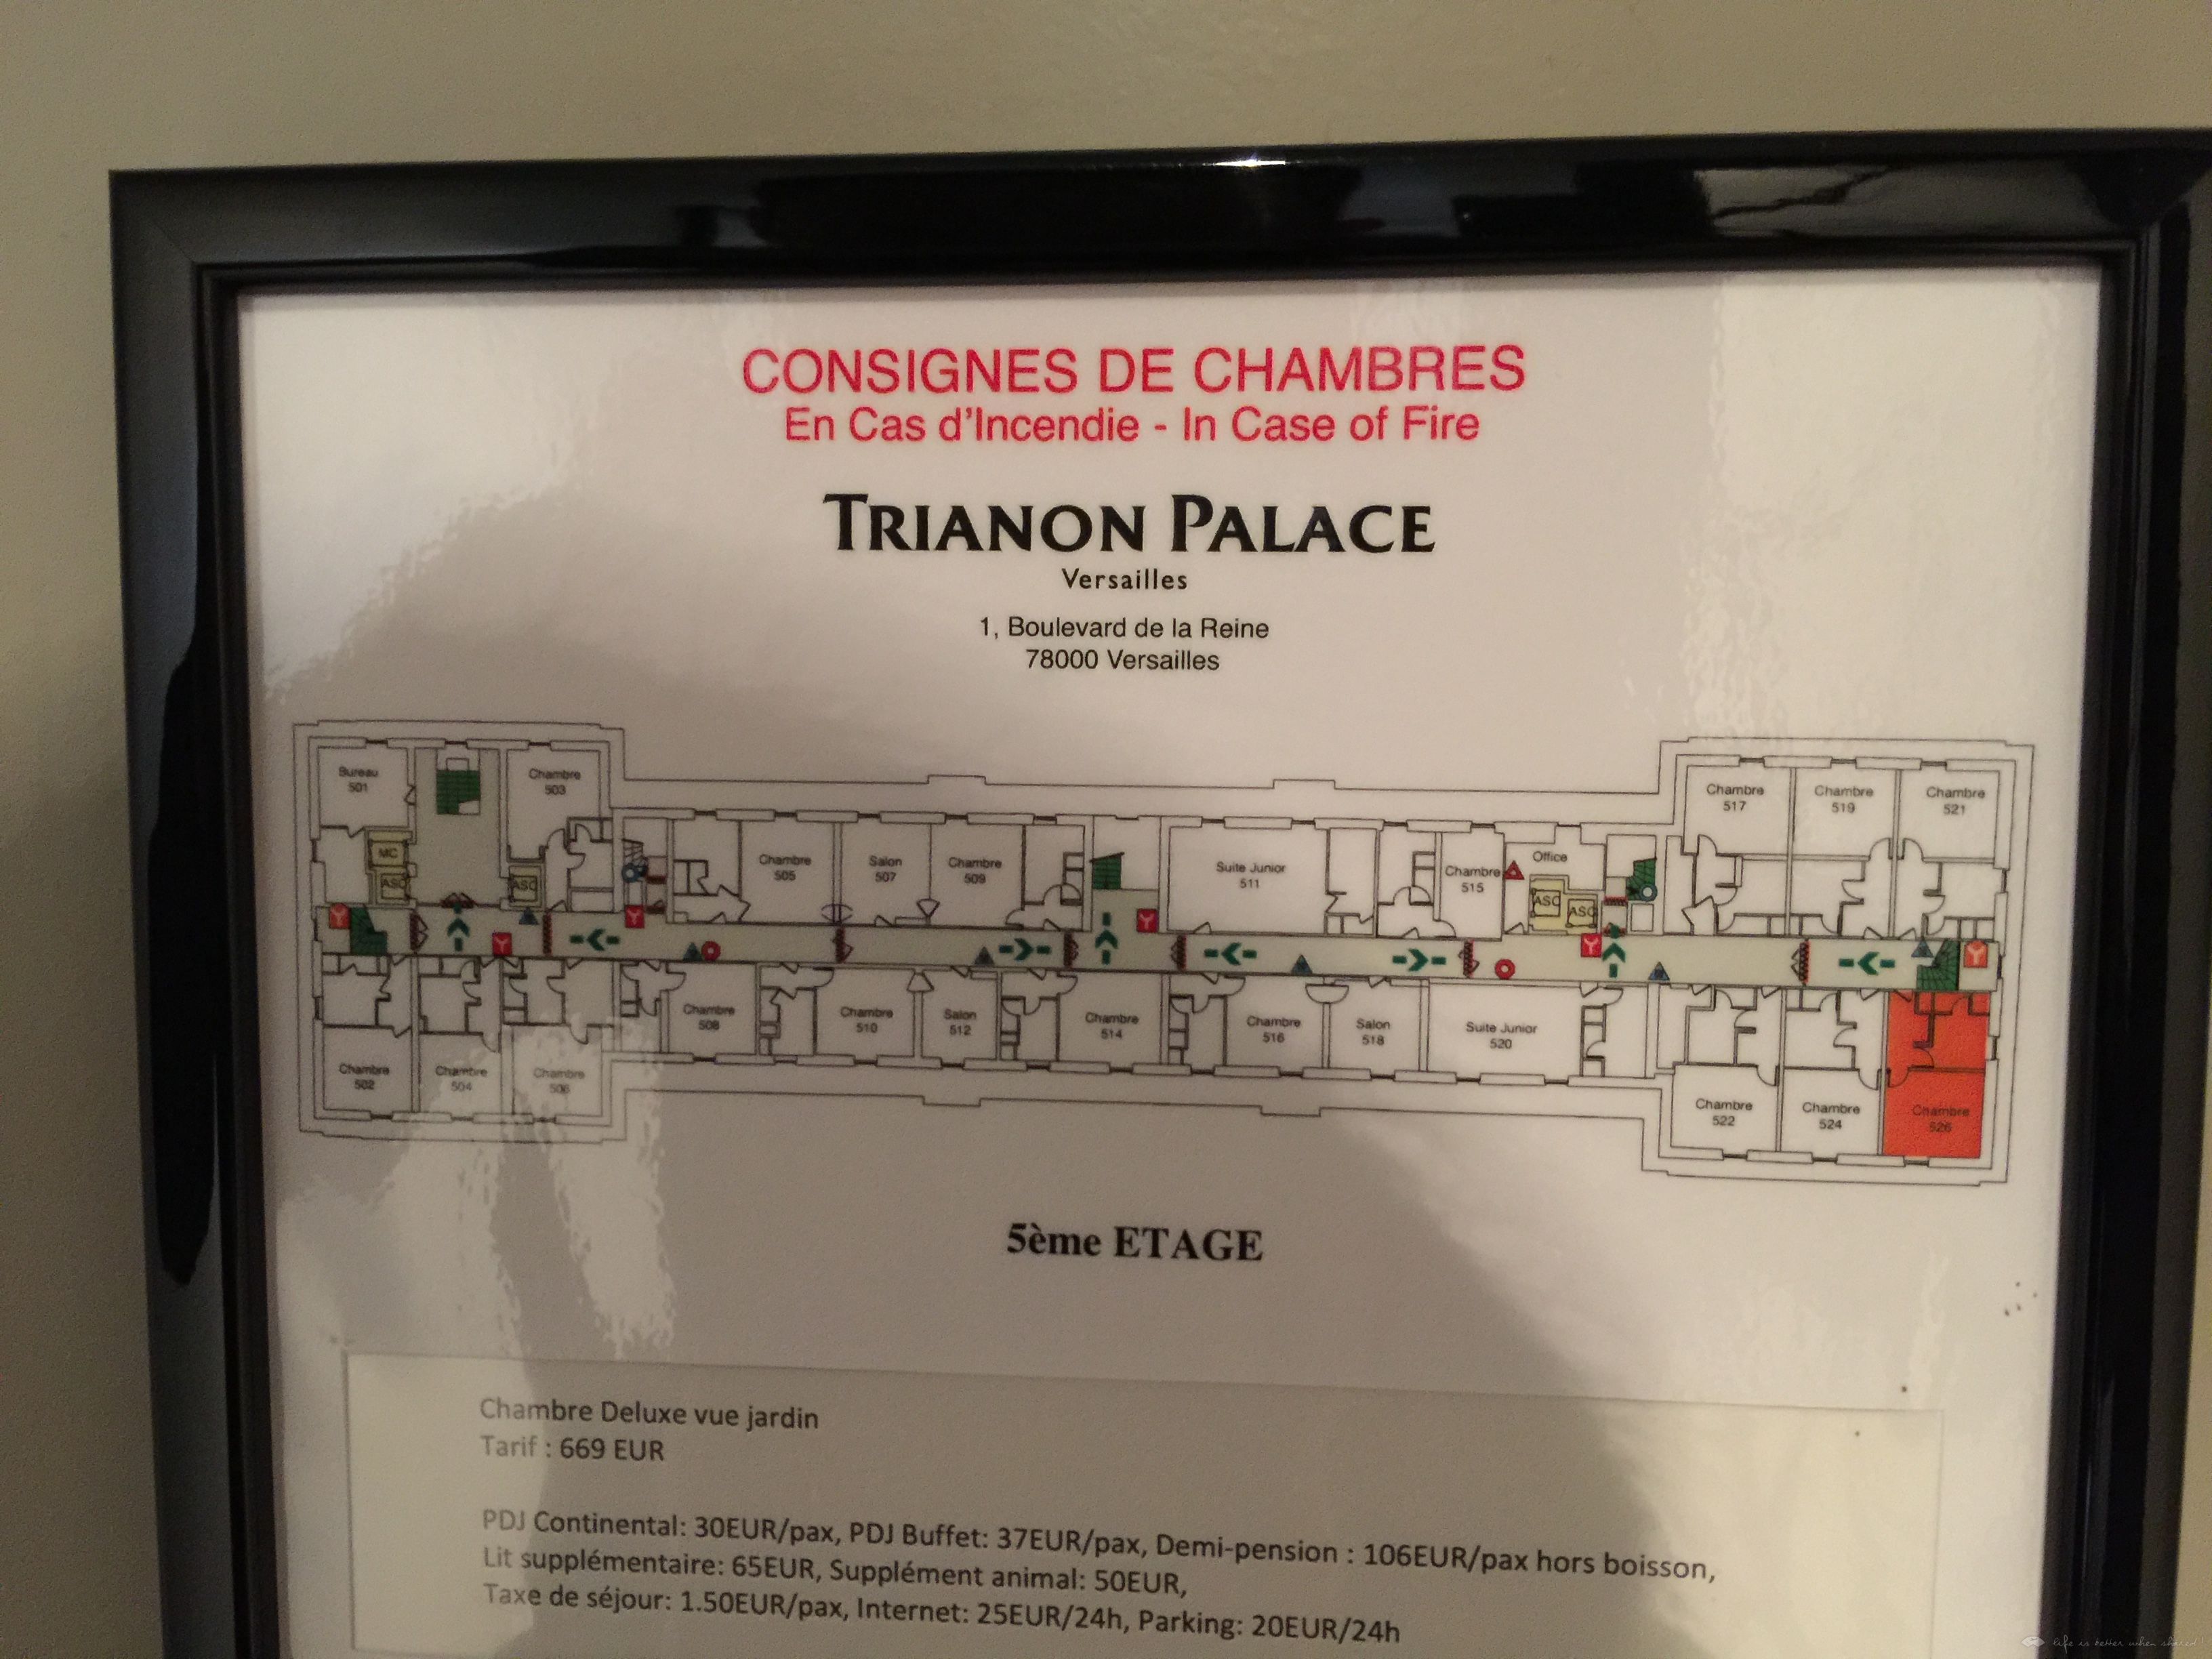 CONSIGNES DE CHAMBRES
En Cas d'Incendie - In Case of Fire
TRIANON PALACE
Versailles
1, Boulevard de la Reine
78000 Versailles
Bureau
501
Chambre
503
MC
ASC
ASC
Chambre
505
Salon
507
Chambre
509
Suite Junior
511
Chambre
515
Office
ASC
ASC
Chambre
517
Chambre
519
Chambre
521
Chambre
502
Chambre
504
Chambre
506
Chambre
508
Chambre
510
Salon
512
Chambre
514
Chambre
516
Salon
518
Suite Junior
520
Chambre
522
Chambre
524
Chambre
526
5ème ETAGE
Chambre Deluxe vue jardin
Tarif : 669 EUR
PDJ Continental: 30EUR/pax, PDJ Buffet: 37EUR/pax, Demi-pension : 106EUR/pax hors boisson,
Lit supplémentaire: 65EUR, Supplément animal: 50EUR,
Taxe de séjour: 1.50EUR/pax, Internet: 25EUR/24h, Parking: 20EUR/24h
life is better when shared!